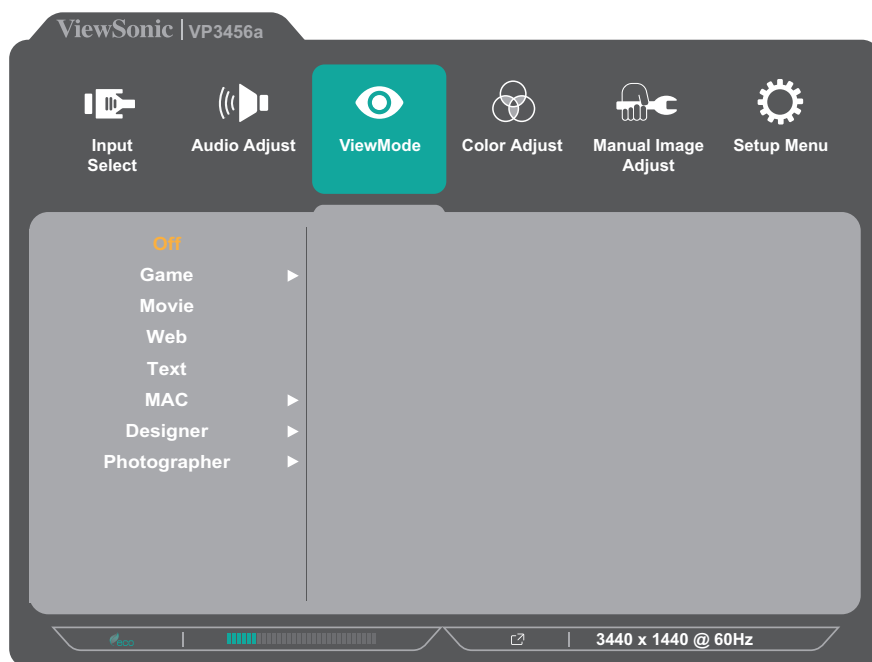 ViewSonic | VP3456a
Input
Select
Audio Adjust
ViewMode
Color Adjust
Manual Image
Adjust
Setup Menu
Off
Game
Movie
Web
Text
MAC
Designer
Photographer
eco
3440 x 1440 @ 60Hz